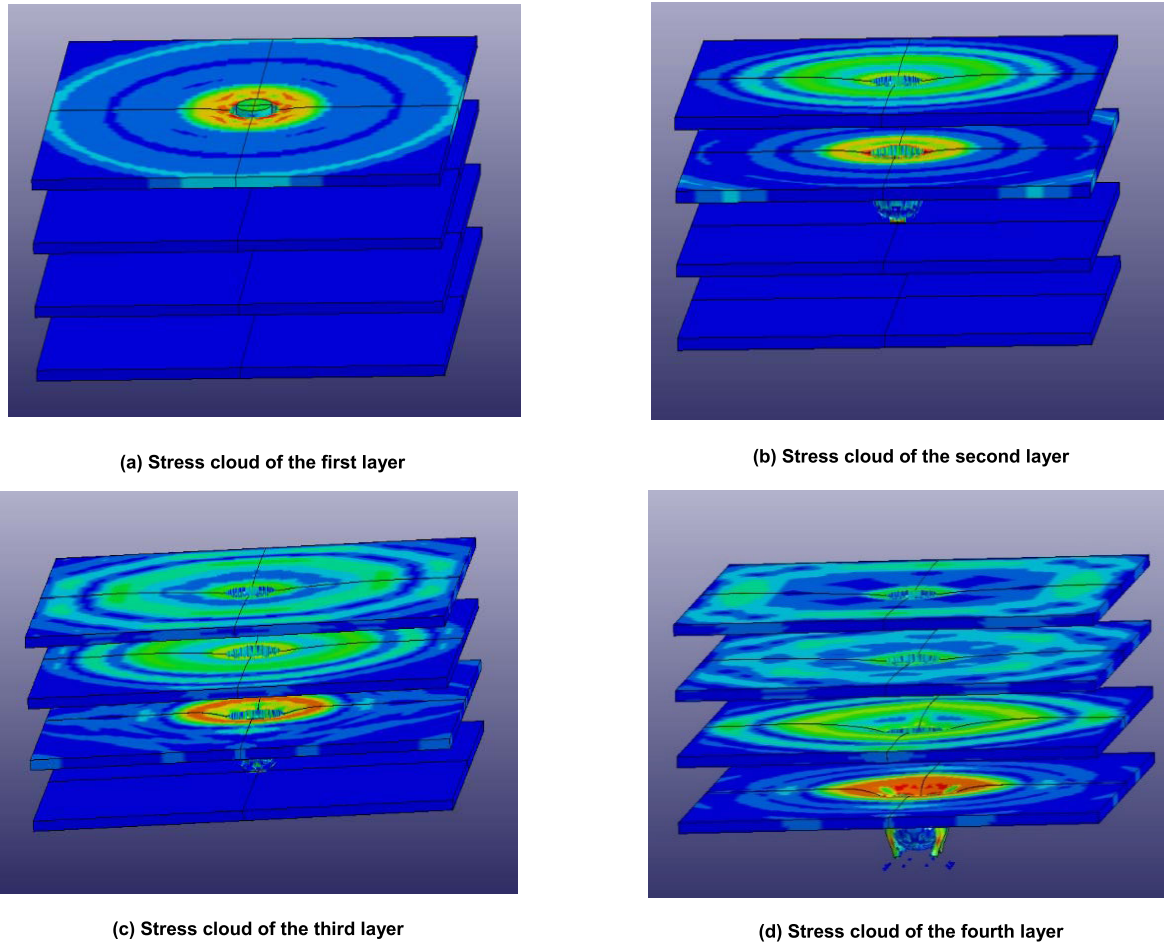 (a) Stress cloud of the first layer
(b) Stress cloud of the second layer
(c) Stress cloud of the third layer
(d) Stress cloud of the fourth layer